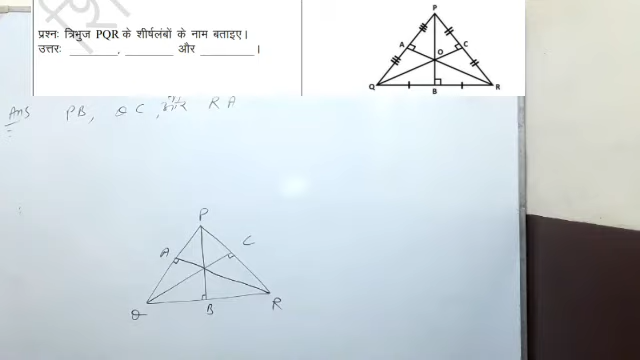 प्रश्नः त्रिभुज PQR के शीर्षलंबों के नाम बताइए।
उत्तरः ________, ________ और ________ ।
P
A
C
O
Q
B
R
Ans PB, QC, और RA
P
A
C
Q
B
R